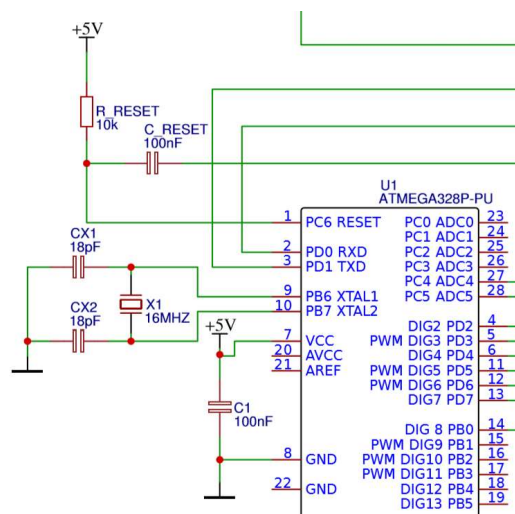 +5V
R_RESET
10k
C_RESET
100nF
U1
ATMEGA328P-PU
1 PC6 RESET PC0 ADC0 23
PC1 ADC1 24
2 PD0 RXD PC2 ADC2 25
3 PD1 TXD PC3 ADC3 26
PC4 ADC4 27
9 PB6 XTAL1 PC5 ADC5 28
10 PB7 XTAL2
CX1
18pF
X1
16MHZ
CX2
18pF
+5V
DIG2 PD2 4
7 VCC PWM DIG3 PD3 5
20 AVCC DIG4 PD4 6
21 AREF PWM DIG5 PD5 11
PWM DIG6 PD6 12
DIG7 PD7 13
C1
100nF
DIG 8 PB0 14
PWM DIG9 PB1 15
8 GND PWM DIG10 PB2 16
PWM DIG11 PB3 17
22 GND DIG12 PB4 18
DIG13 PB5 19